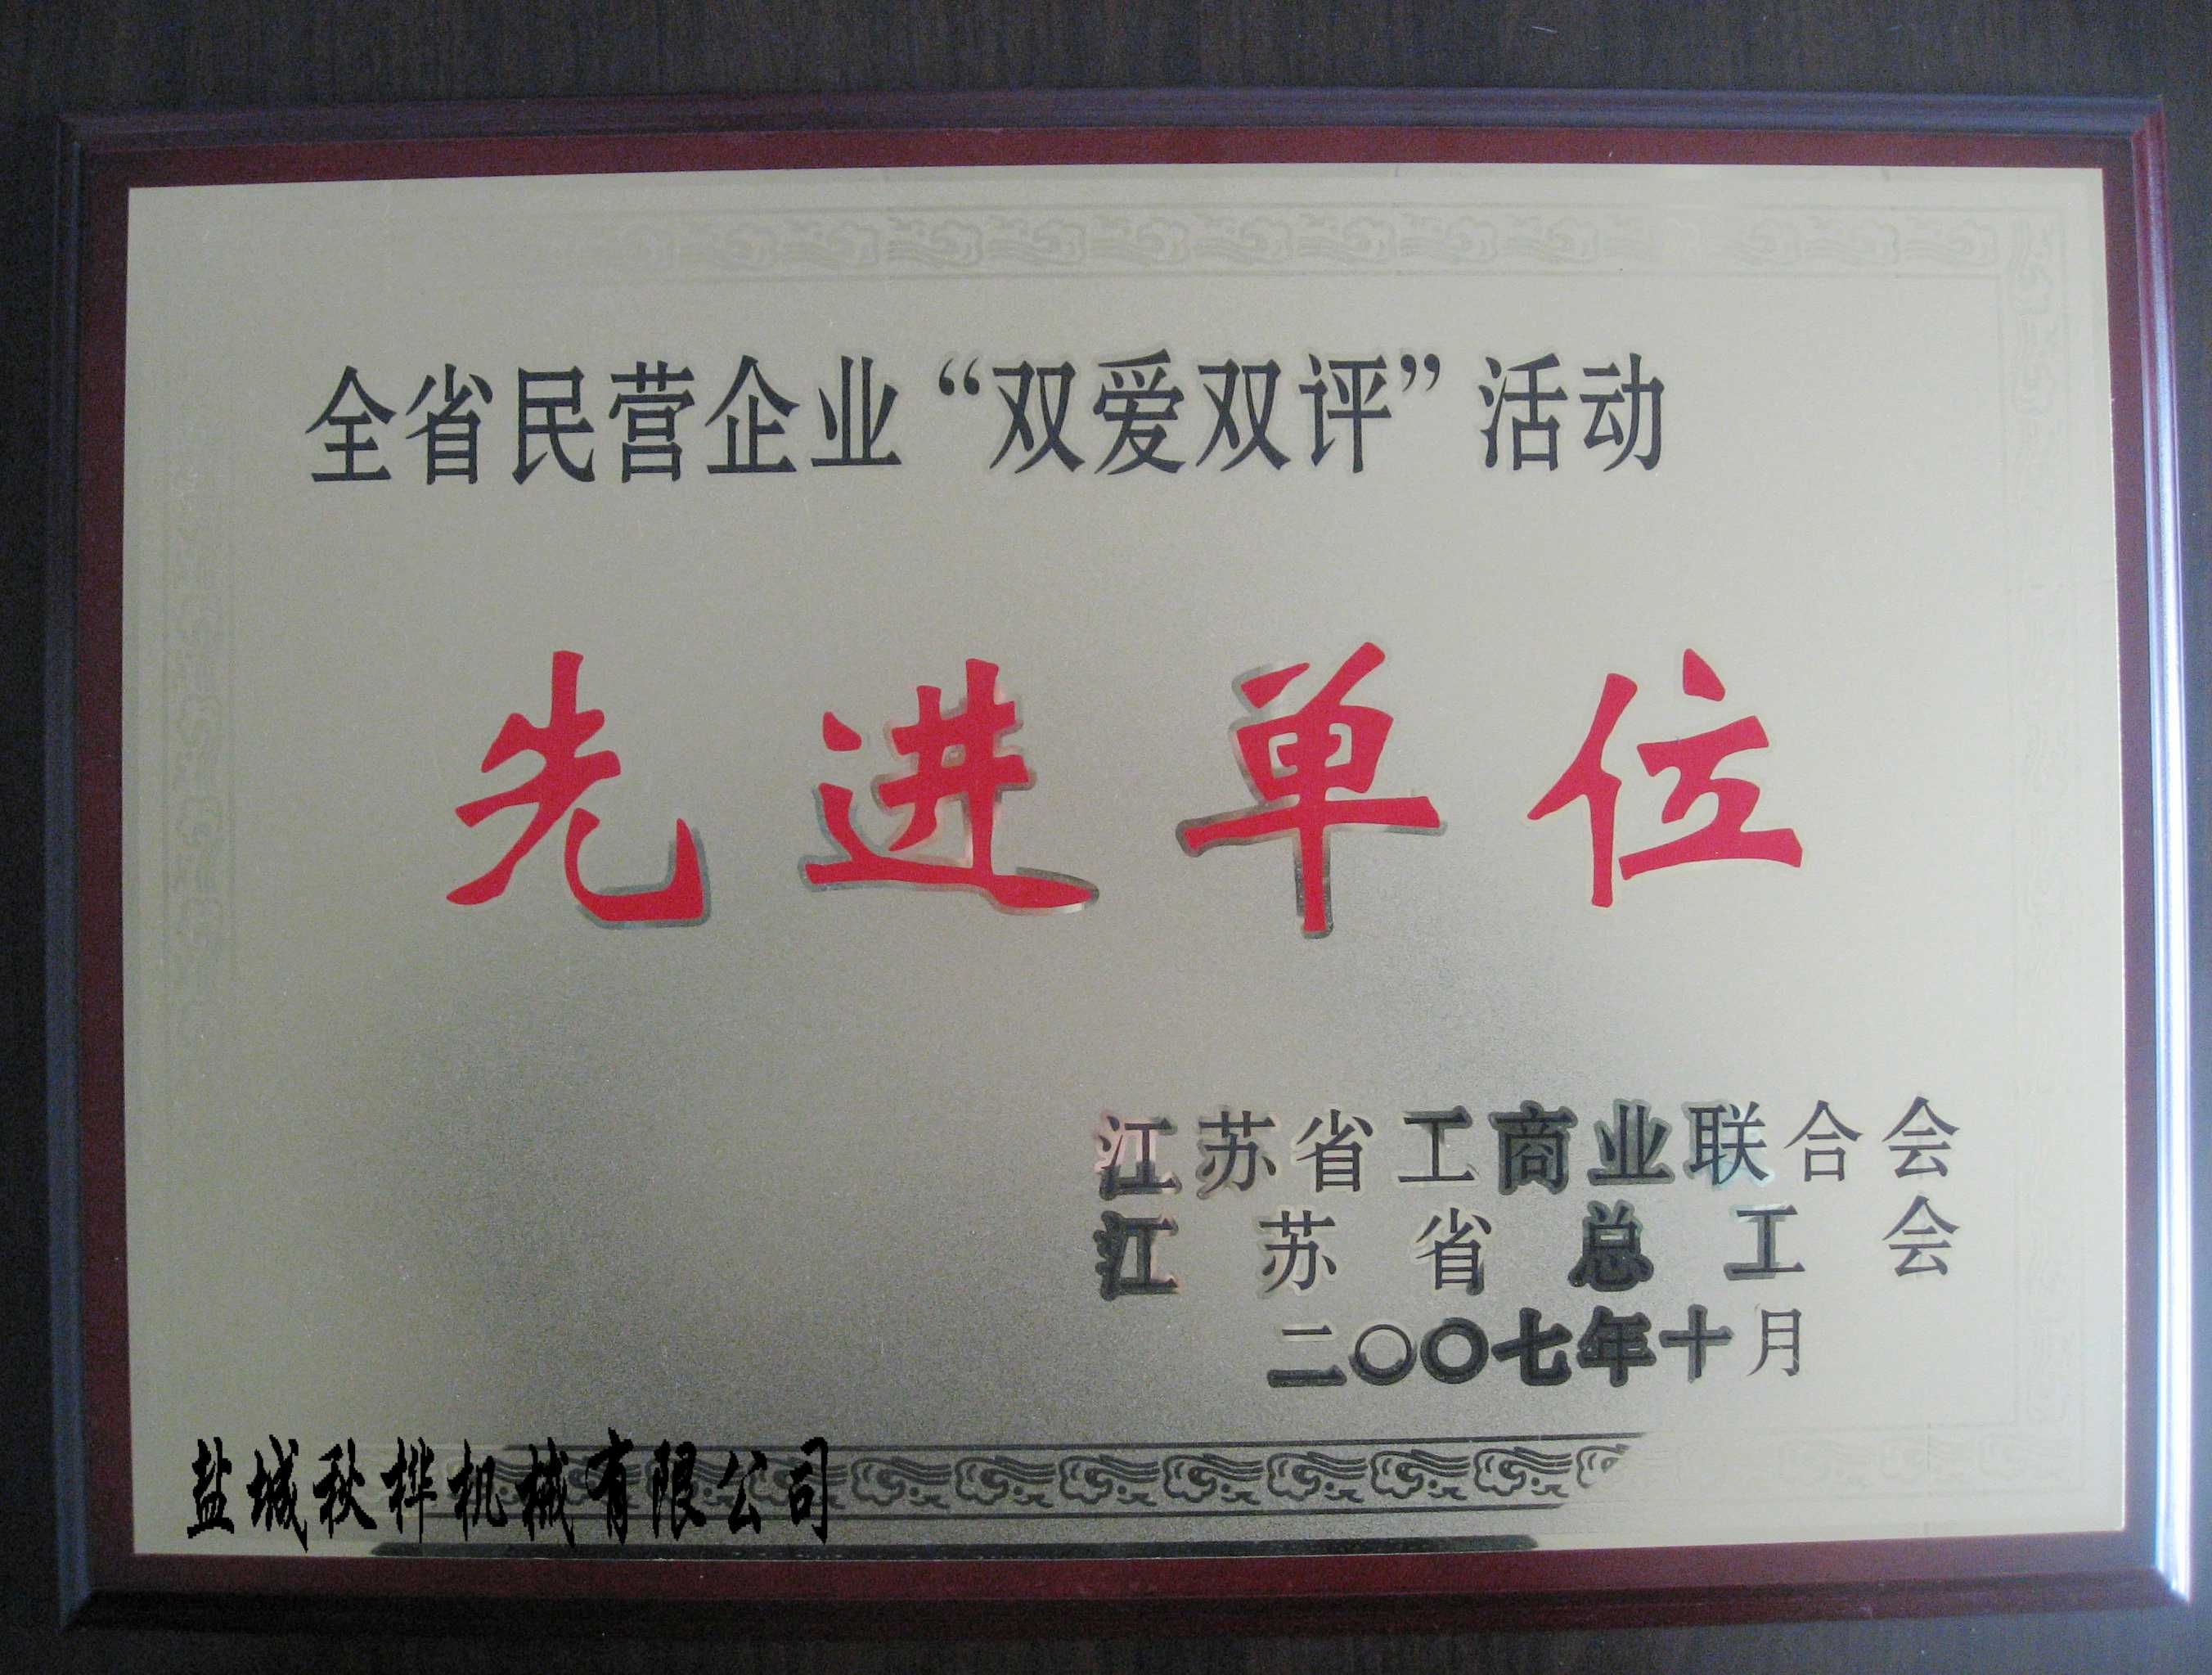 全省民营企业“双爱双评”活动
先进单位
江苏省工商业联合会
江苏省总工会
二〇〇七年十月
盐城秋桦机械有限公司